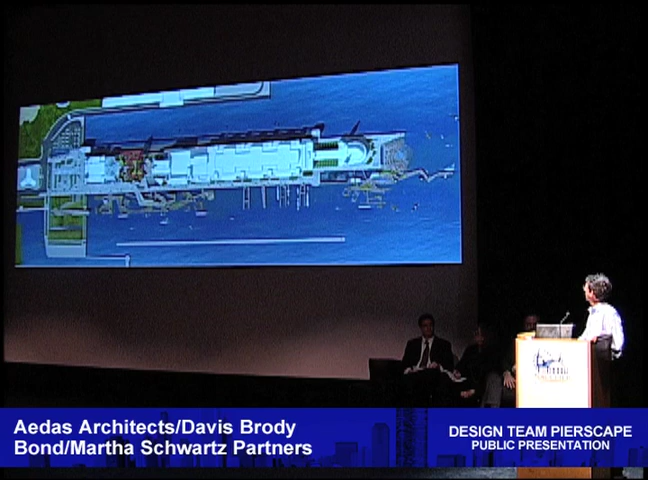 Aedas Architects/Davis Brody
Bond/Martha Schwartz Partners
DESIGN TEAM PIERSCAPE
PUBLIC PRESENTATION